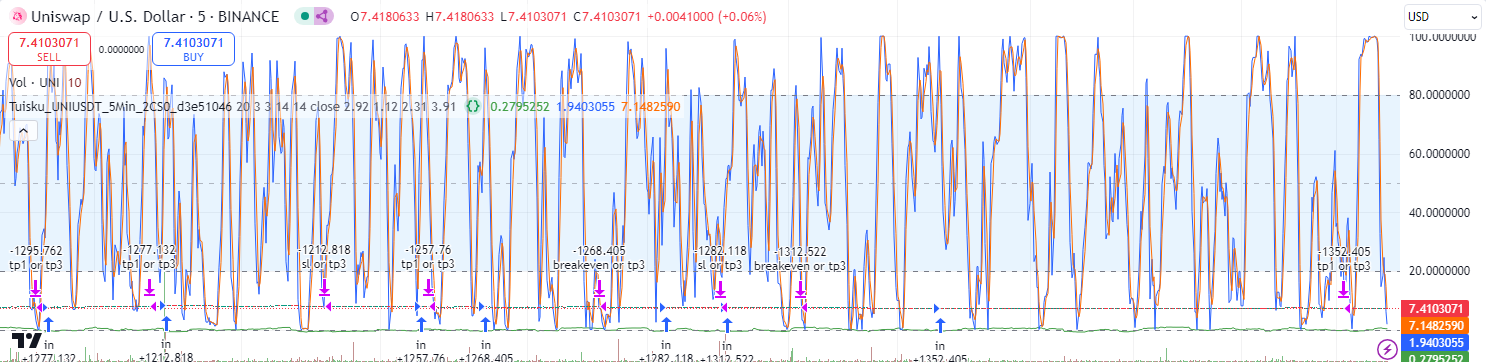 Uniswap / U.S. Dollar · 5 · BINANCE O7.4180633 H7.4180633 L7.4103071 C7.4103071 +0.0041000 (+0.06%) USD
7.4103071 0.0000000 7.4103071 100.0000000
SELL BUY
Vol · UNI 10
80.0000000
Tuisku_UNIUSDT_5Min_2CS0_d3e51046 20 3 3 14 14 close 2.92 1.12 2.31 3.91 0.2795252 1.9403055 7.1482590
60.0000000
40.0000000
-1295.762 -1277.132 -1212.818 -1257.76 -1268.405 -1282.118 -1312.522 -1352.405
tp1 or tp3 tp1 or tp3 sl or tp3 tp1 or tp3 breakeven or tp3 sl or tp3 breakeven or tp3 tp1 or tp3
20.0000000
7.4103071
7.1482590
in in in in in in in 1.9403055
+1277.132 +1212.818 +1257.76 +1268.405 +1282.118 +1312.522 +1352.405 0.2795252